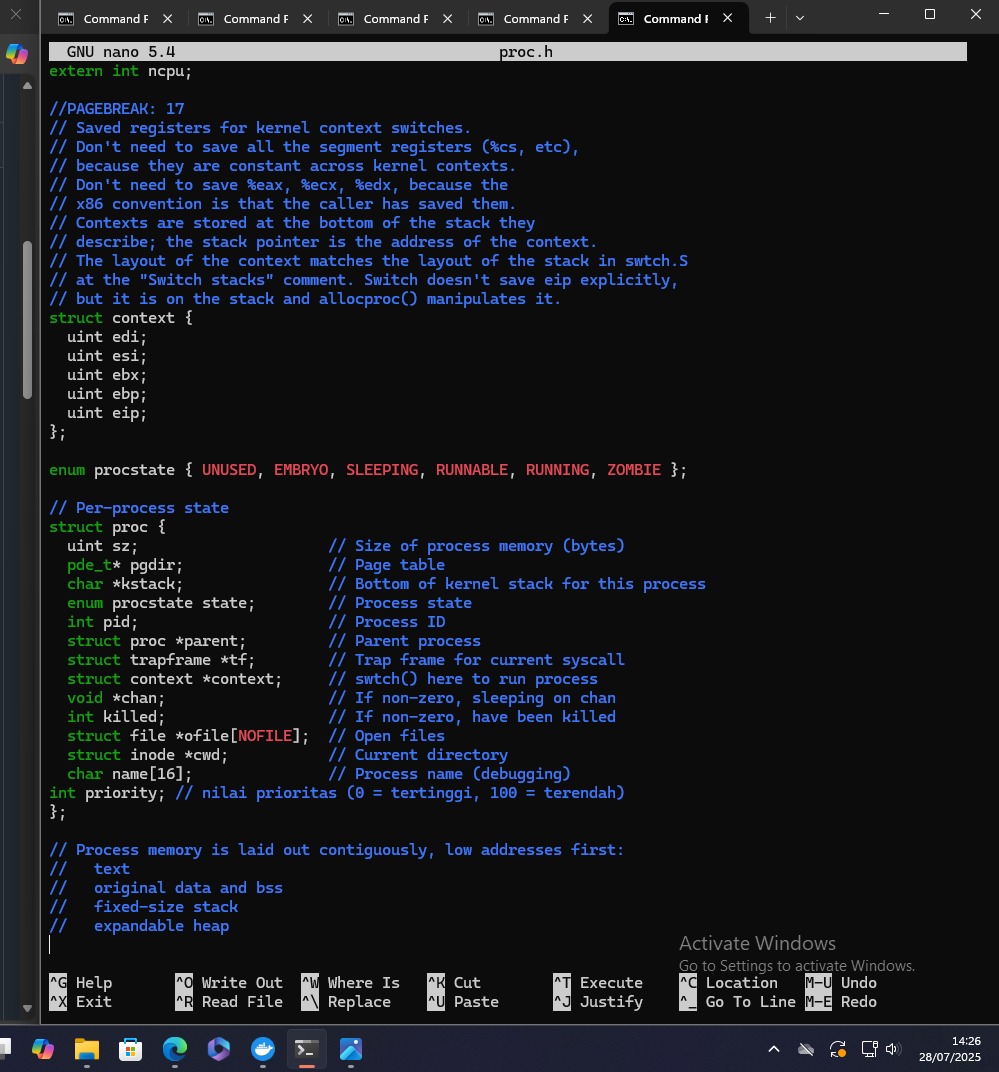 Command F Command F Command F Command F Command F
GNU nano 5.4 proc.h
extern int ncpu;
//PAGEBREAK: 17
// Saved registers for kernel context switches.
// Don't need to save all the segment registers (%cs, etc),
// because they are constant across kernel contexts.
// Don't need to save %eax, %ecx, %edx, because the
// x86 convention is that the caller has saved them.
// Contexts are stored at the bottom of the stack they
// describe; the stack pointer is the address of the context.
// The layout of the context matches the layout of the stack in swtch.S
// at the "Switch stacks" comment. Switch doesn't save eip explicitly,
// but it is on the stack and allocproc() manipulates it.
struct context {
  uint edi;
  uint esi;
  uint ebx;
  uint ebp;
  uint eip;
};
enum procstate { UNUSED, EMBRYO, SLEEPING, RUNNABLE, RUNNING, ZOMBIE };
// Per-process state
struct proc {
  uint sz;                     // Size of process memory (bytes)
  pde_t* pgdir;                // Page table
  char *kstack;                // Bottom of kernel stack for this process
  enum procstate state;        // Process state
  int pid;                     // Process ID
  struct proc *parent;         // Parent process
  struct trapframe *tf;        // Trap frame for current syscall
  struct context *context;     // swtch() here to run process
  void *chan;                  // If non-zero, sleeping on chan
  int killed;                  // If non-zero, have been killed
  struct file *ofile[NOFILE];  // Open files
  struct inode *cwd;           // Current directory
  char name[16];               // Process name (debugging)
int priority; // nilai prioritas (0 = tertinggi, 100 = terendah)
};
// Process memory is laid out contiguously, low addresses first:
//   text
//   original data and bss
//   fixed-size stack
//   expandable heap
Activate Windows
Go to Settings to activate Windows.
^G Help ^O Write Out ^W Where Is ^K Cut ^T Execute ^C Location M-U Undo
^X Exit ^R Read File ^\ Replace ^U Paste ^J Justify ^_ Go To Line M-E Redo
14:26
28/07/2025